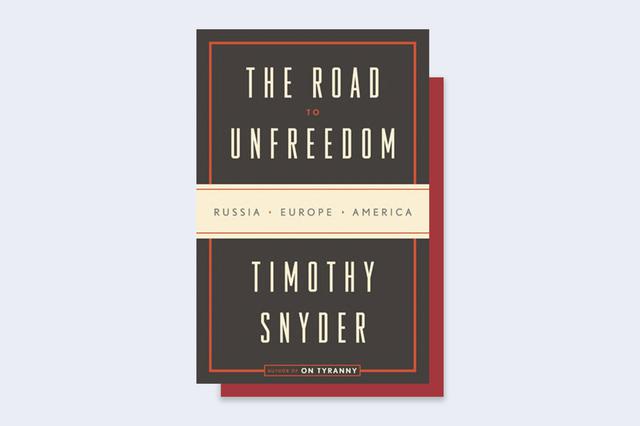 THE ROAD
TO
UNFREEDOM
RUSSIA · EUROPE · AMERICA
TIMOTHY
SNYDER
AUTHOR OF ON TYRANNY